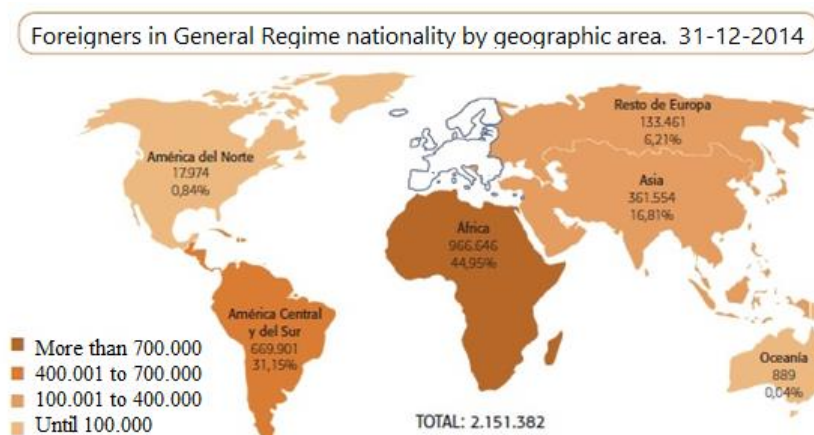 Foreigners in General Regime nationality by geographic area. 31-12-2014
Resto de Europa
133.461
6,21%
América del Norte
17.974
0,84%
Asia
361.554
16,81%
África
966.646
44,95%
América Central
y del Sur
669.901
31,15%
Oceanía
889
0,04%
More than 700.000
400.001 to 700.000
100.001 to 400.000
Until 100.000
TOTAL: 2.151.382